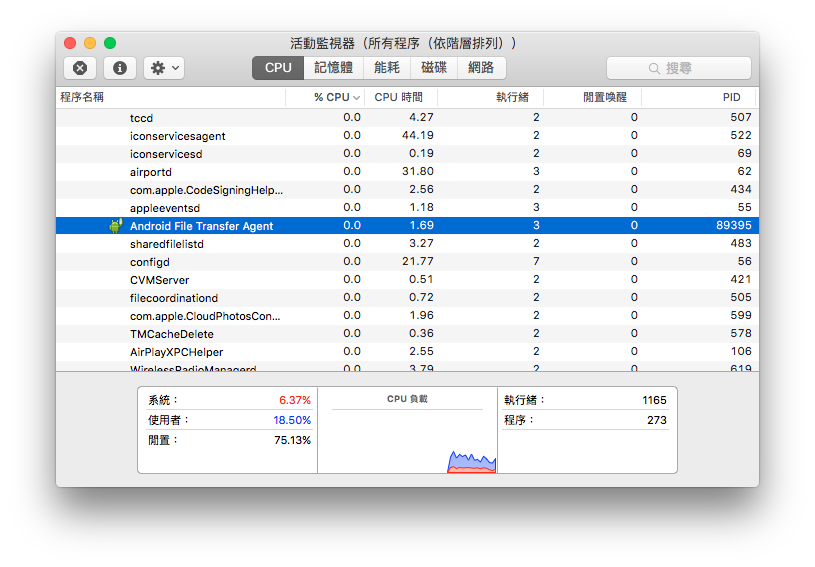 活動監視器（所有程序（依階層排列））
CPU 記憶體 能耗 磁碟 網路 搜尋
程序名稱 % CPU CPU 時間 執行緒 閒置喚醒 PID
tccd 0.0 4.27 2 0 507
iconservicesagent 0.0 44.19 2 0 522
iconservicesd 0.0 0.19 2 0 69
airportd 0.0 31.80 3 0 62
com.apple.CodeSigningHelp... 0.0 2.56 2 0 434
appleeventsd 0.0 1.18 3 0 55
Android File Transfer Agent 0.0 1.69 3 0 89395
sharedfilelistd 0.0 3.27 2 0 483
configd 0.0 21.77 7 0 56
CVMServer 0.0 0.51 2 0 421
filecoordinationd 0.0 0.72 2 0 505
com.apple.CloudPhotosCon... 0.0 1.96 2 0 599
TMCacheDelete 0.0 0.36 2 0 578
AirPlayXPCHelper 0.0 2.55 2 0 106
WirelessRadioManagerd 0.0 3.79 2 0 619
系統： 6.37% CPU 負載 執行緒： 1165
使用者： 18.50% 程序： 273
閒置： 75.13%